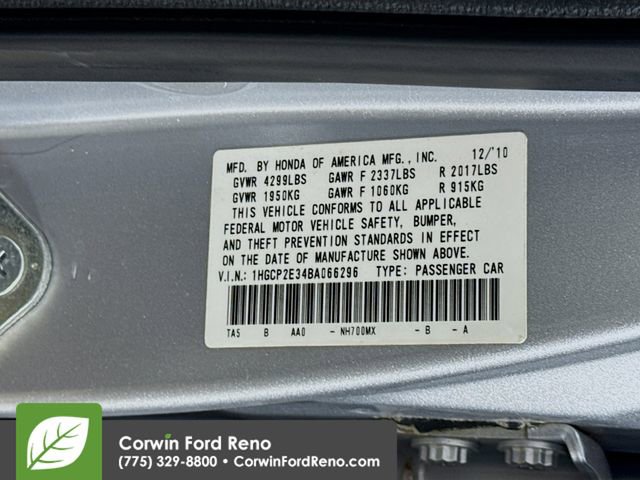 MFD. BY HONDA OF AMERICA MFG., INC. 12/'10
GVWR 4299LBS GAWR F 2337LBS R 2017LBS
GVWR 1950KG GAWR F 1060KG R 915KG
THIS VEHICLE CONFORMS TO ALL APPLICABLE
FEDERAL MOTOR VEHICLE SAFETY, BUMPER,
AND THEFT PREVENTION STANDARDS IN EFFECT
ON THE DATE OF MANUFACTURE SHOWN ABOVE.
V.I.N.: 1HGCP2E34BA066296 TYPE: PASSENGER CAR
TA5 B AA0 - NH700MX - B - A
Corwin Ford Reno
(775) 329-8800 • CorwinFordReno.com